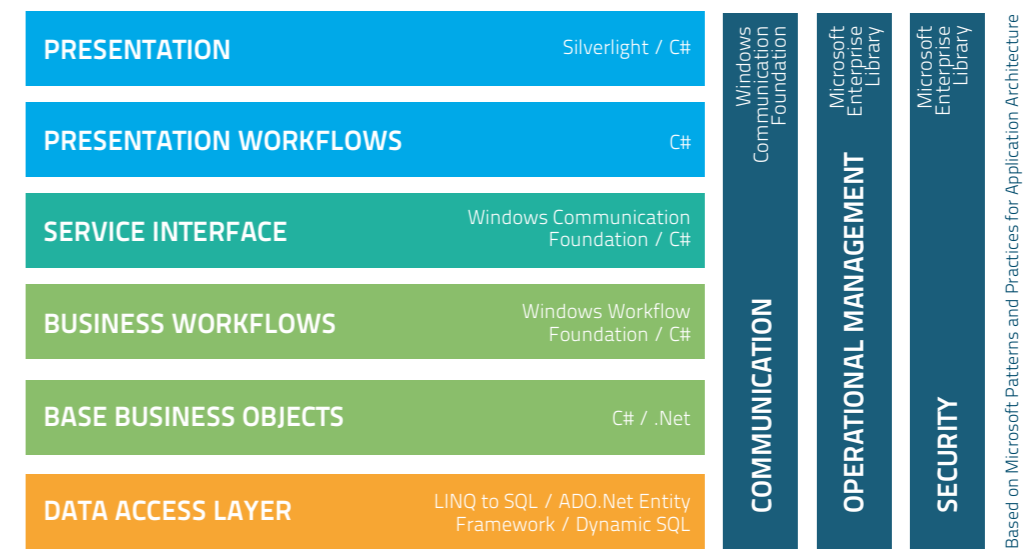 PRESENTATION
Silverlight / C#
PRESENTATION WORKFLOWS
C#
SERVICE INTERFACE
Windows Communication
Foundation / C#
BUSINESS WORKFLOWS
Windows Workflow
Foundation / C#
BASE BUSINESS OBJECTS
C# / .Net
DATA ACCESS LAYER
LINQ to SQL / ADO.Net Entity
Framework / Dynamic SQL
COMMUNICATION
Windows
Communication
Foundation
OPERATIONAL MANAGEMENT
Microsoft
Enterprise
Library
SECURITY
Microsoft
Enterprise
Library
Based on Microsoft Patterns and Practices for Application Architecture